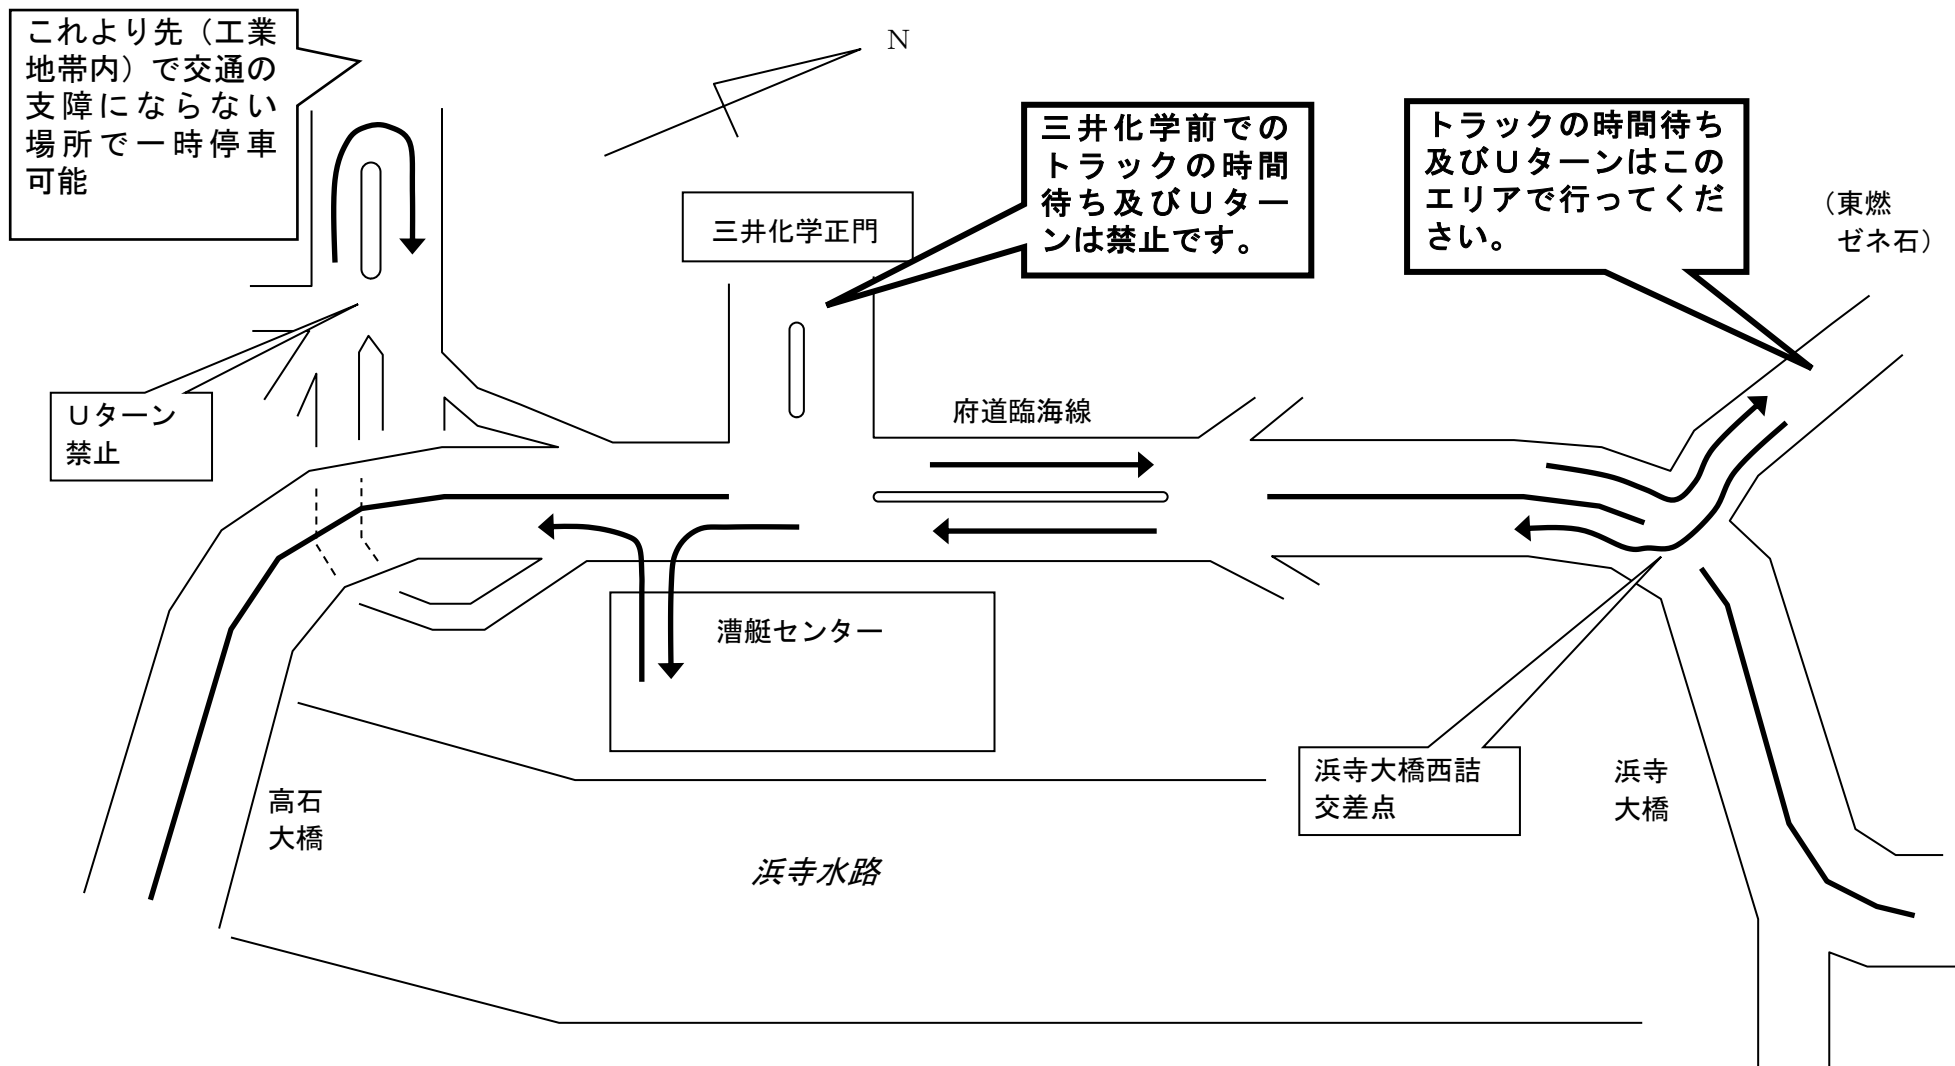 これより先（工業
地帯内）で交通の
支障にならない
場所で一時停車
可能
N
三井化学前での
トラックの時間
待ち及びＵター
ンは禁止です。
トラックの時間待ち
及びＵターンはこの
エリアで行ってくだ
さい。
（東燃
ゼネ石）
三井化学正門
Ｕターン
禁止
府道臨海線
漕艇センター
浜寺大橋西詰
交差点
浜寺
大橋
高石
大橋
浜寺水路